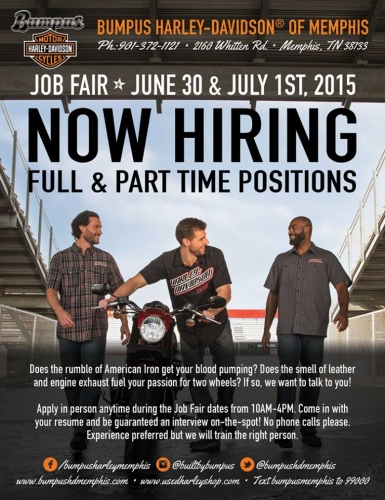 Bumpus
MOTOR
HARLEY-DAVIDSON
CYCLES
BUMPUS HARLEY-DAVIDSON® OF MEMPHIS
Ph.:901-372-1121 • 2160 Whitten Rd. • Memphis, TN 38133
JOB FAIR ★ JUNE 30 & JULY 1ST, 2015
NOW HIRING
FULL & PART TIME POSITIONS
HARLEY-DAVIDSON
Does the rumble of American Iron get your blood pumping? Does the smell of leather
and engine exhaust fuel your passion for two wheels? If so, we want to talk to you!
Apply in person anytime during the Job Fair dates from 10AM-4PM. Come in with
your resume and be guaranteed an interview on-the-spot! No phone calls please.
Experience preferred but we will train the right person.
/bumpusharleymemphis @builtbybumpus /bumpushdmemphis
www.bumpushdmemphis.com • www.usedharleyshop.com • Text bumpusmemphis to 99000